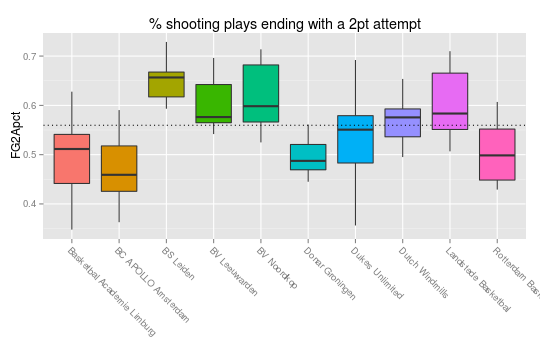 % shooting plays ending with a 2pt attempt
FG2Apct
0.7
0.6
0.5
0.4
Basketbal Academie Limburg
BC APOLLO Amsterdam
BS Leiden
BV Leeuwarden
BV Noordkop
Donar Groningen
Dukes Unlimited
Dutch Windmills
Landstede Basketbal
Rotterdam Bas